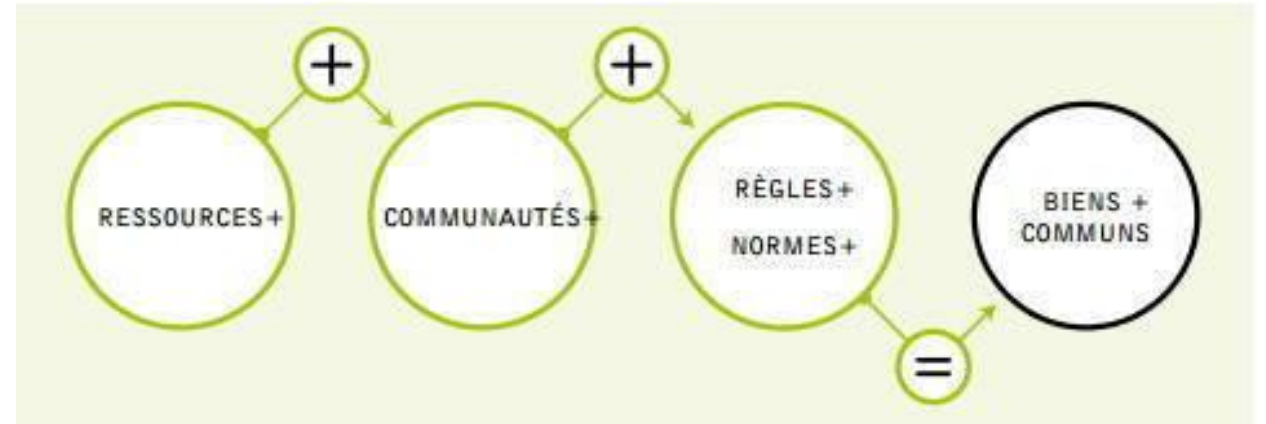 +
+
RESSOURCES+
COMMUNAUTÉS+
RÈGLES+
NORMES+
BIENS +
COMMUNS
=